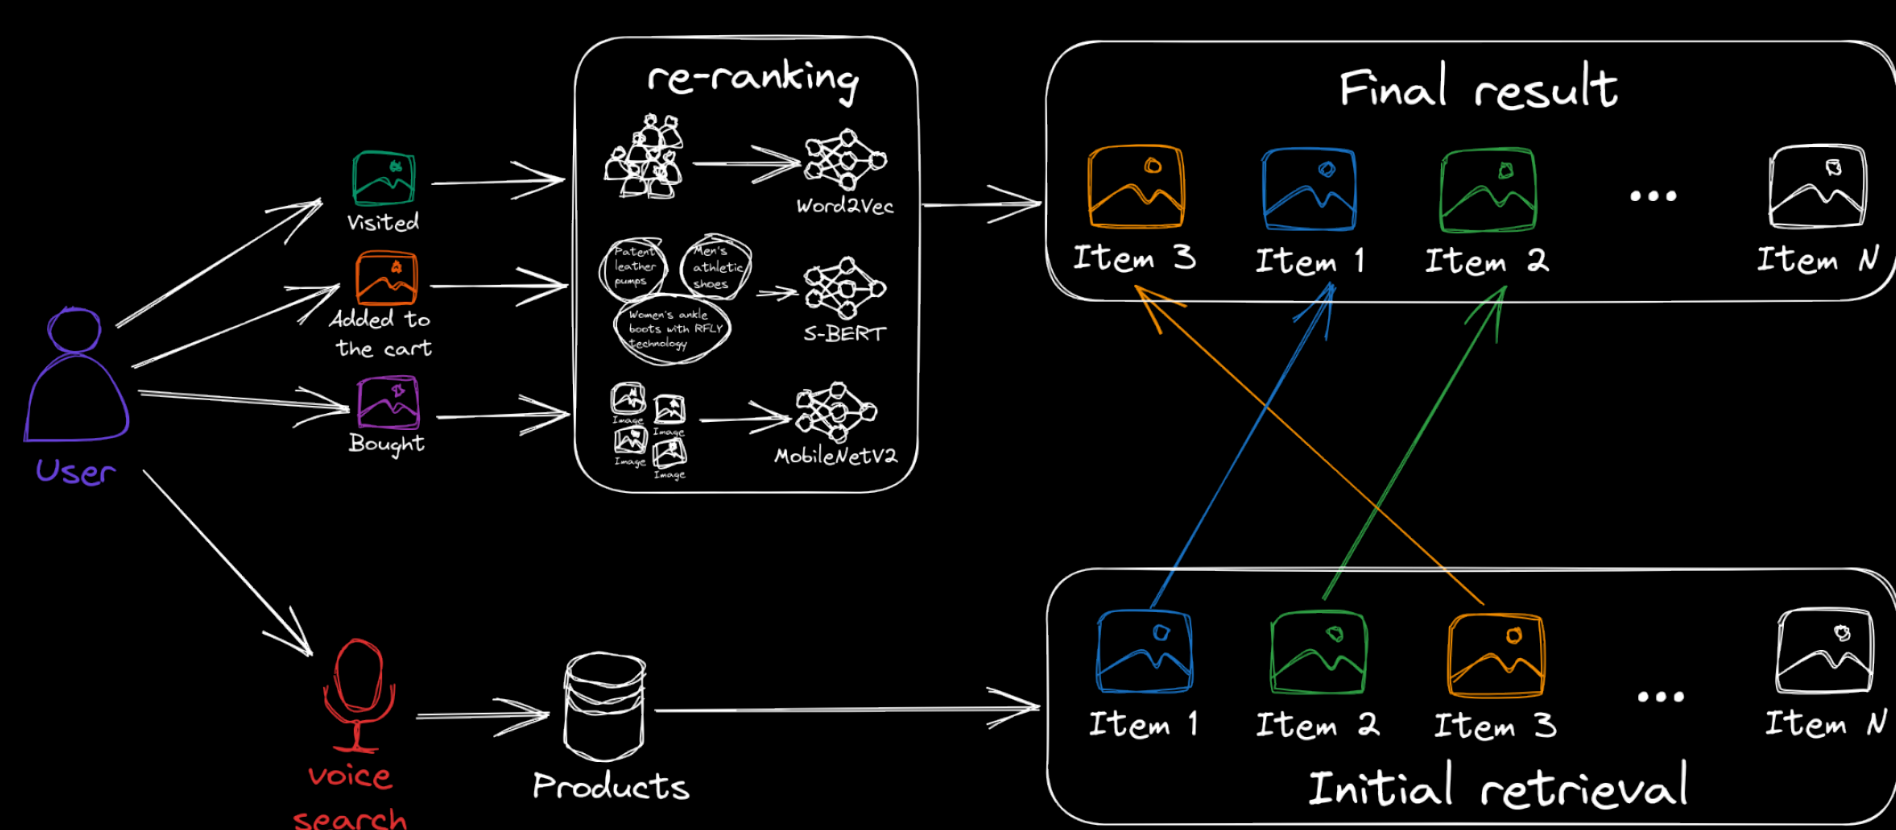 re-ranking
Final result
Visited
Word2Vec
Item 3
Item 1
Item 2
...
Item N
Patent
leather
pumps
Men's
athletic
shoes
Added to
the cart
Women's ankle
boots with RFLY
technology
S-BERT
Bought
Image
Image
Image
Image
MobileNetV2
User
Item 1
Item 2
Item 3
...
Item N
voice
search
Products
Initial retrieval